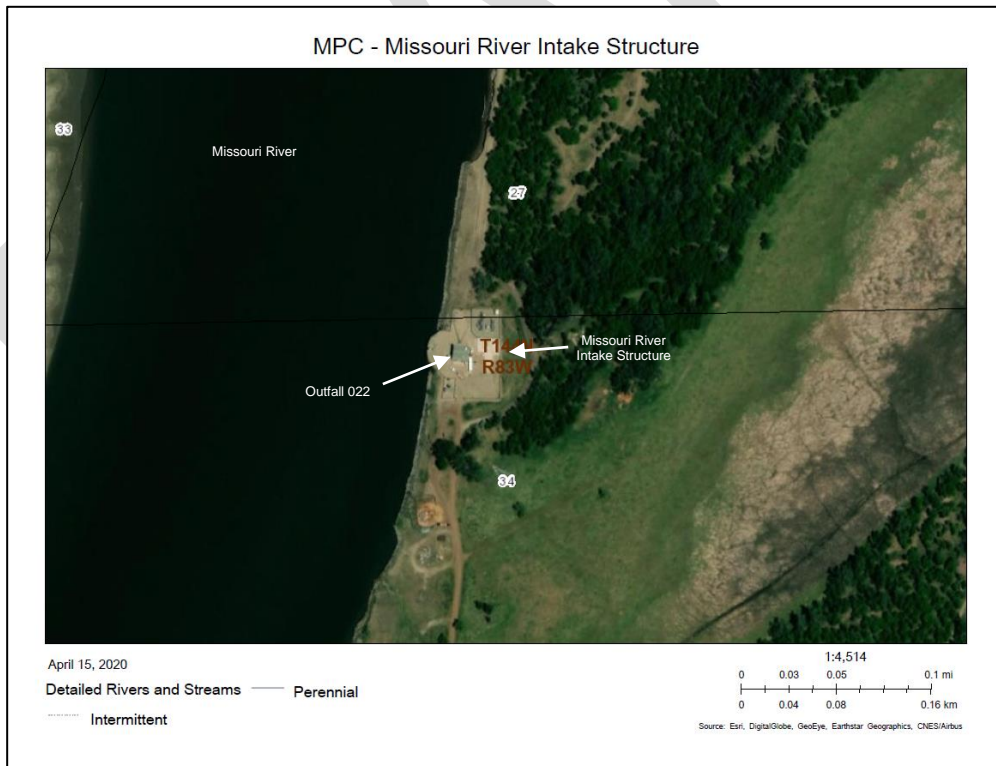 MPC - Missouri River Intake Structure
33
Missouri River
27
Missouri River
Intake Structure
R83W
Outfall 022
34
April 15, 2020
Detailed Rivers and Streams
Perennial
Intermittent
1:4,514
0 0.03 0.05 0.1 mi
0 0.04 0.08 0.16 km
Source: Esri, DigitalGlobe, GeoEye, Earthstar Geographics, CNES/Airbus